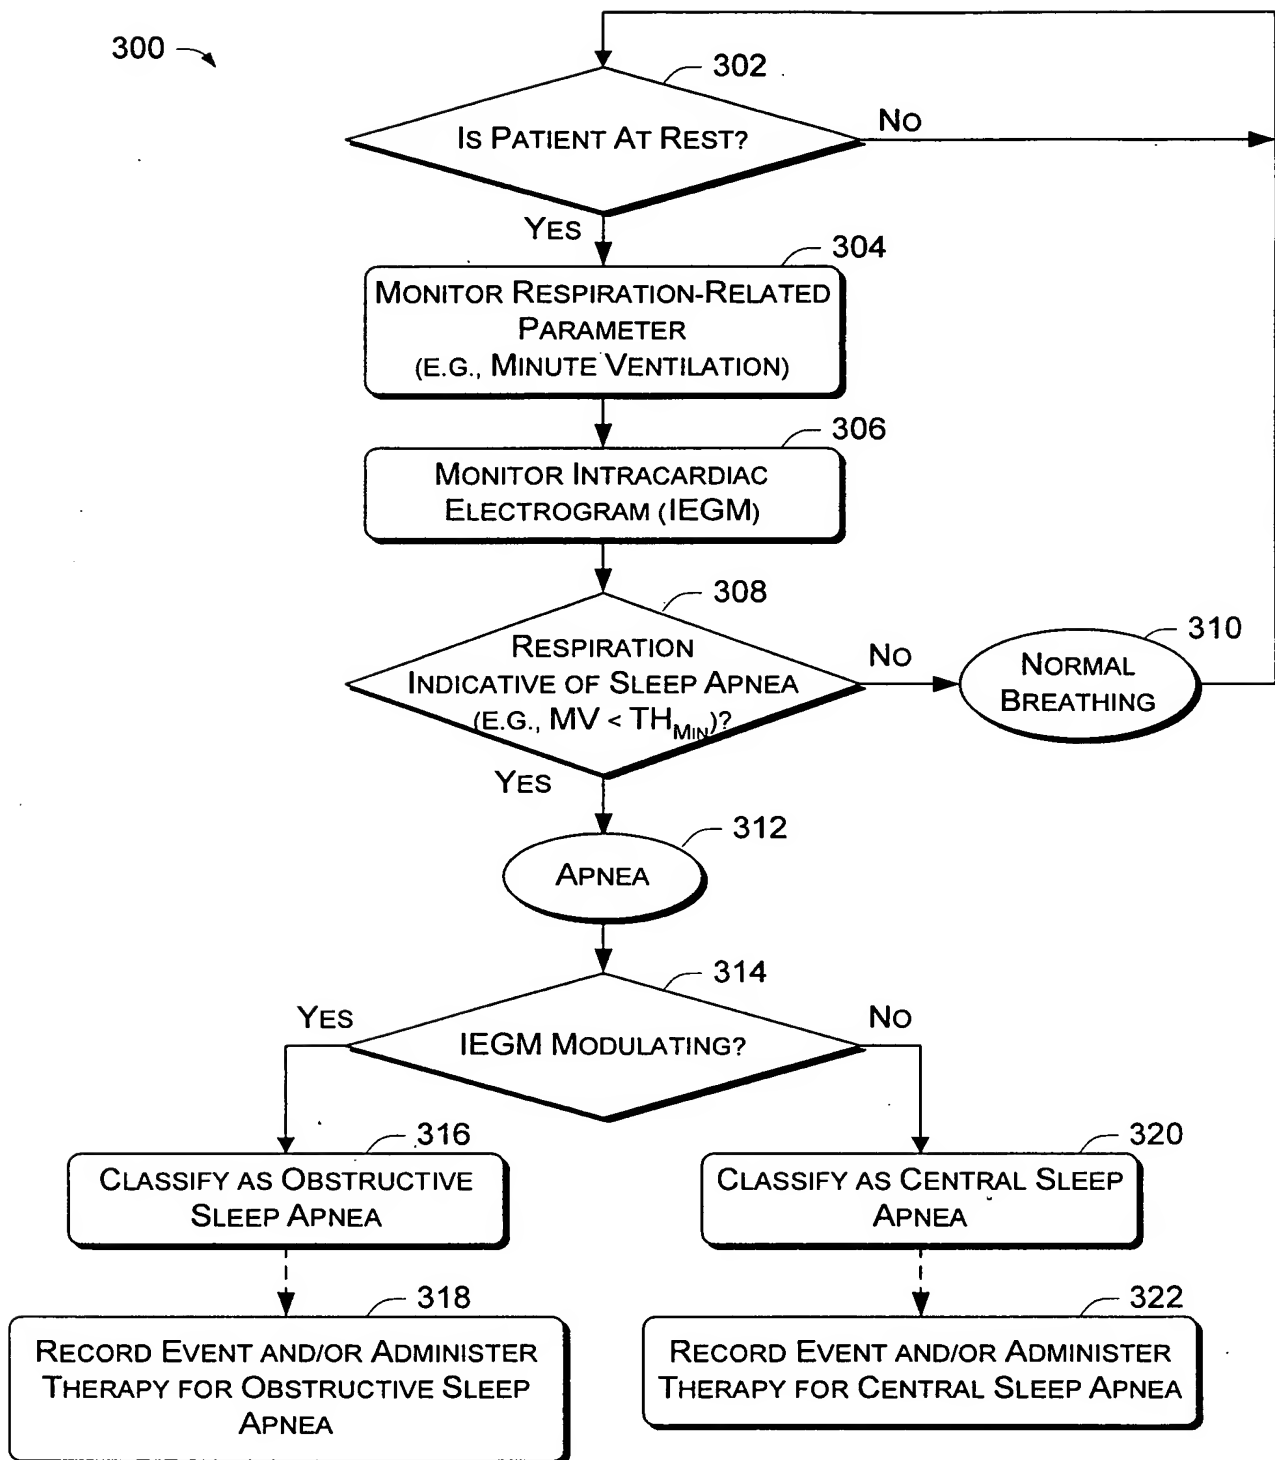 300
302
IS PATIENT AT REST?
NO
YES
304
MONITOR RESPIRATION-RELATED
PARAMETER
(E.G., MINUTE VENTILATION)
306
MONITOR INTRACARDIAC
ELECTROGRAM (IEGM)
308
RESPIRATION
INDICATIVE OF SLEEP APNEA
(E.G., MV < TH_MIN)?
NO
310
NORMAL
BREATHING
YES
312
APNEA
314
YES
IEGM MODULATING?
NO
316
CLASSIFY AS OBSTRUCTIVE
SLEEP APNEA
320
CLASSIFY AS CENTRAL SLEEP
APNEA
318
RECORD EVENT AND/OR ADMINISTER
THERAPY FOR OBSTRUCTIVE SLEEP
APNEA
322
RECORD EVENT AND/OR ADMINISTER
THERAPY FOR CENTRAL SLEEP APNEA